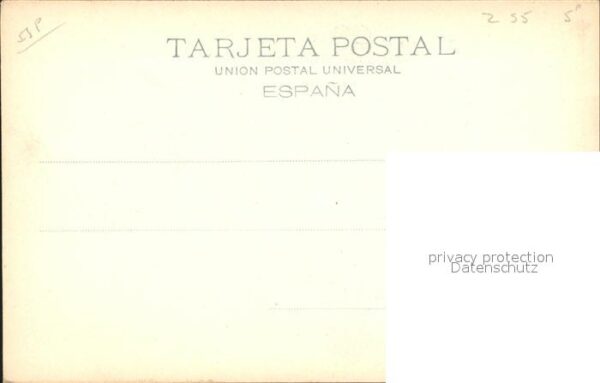 TARJETA POSTAL
UNION POSTAL UNIVERSAL
ESPAÑA
privacy protection
Datenschutz